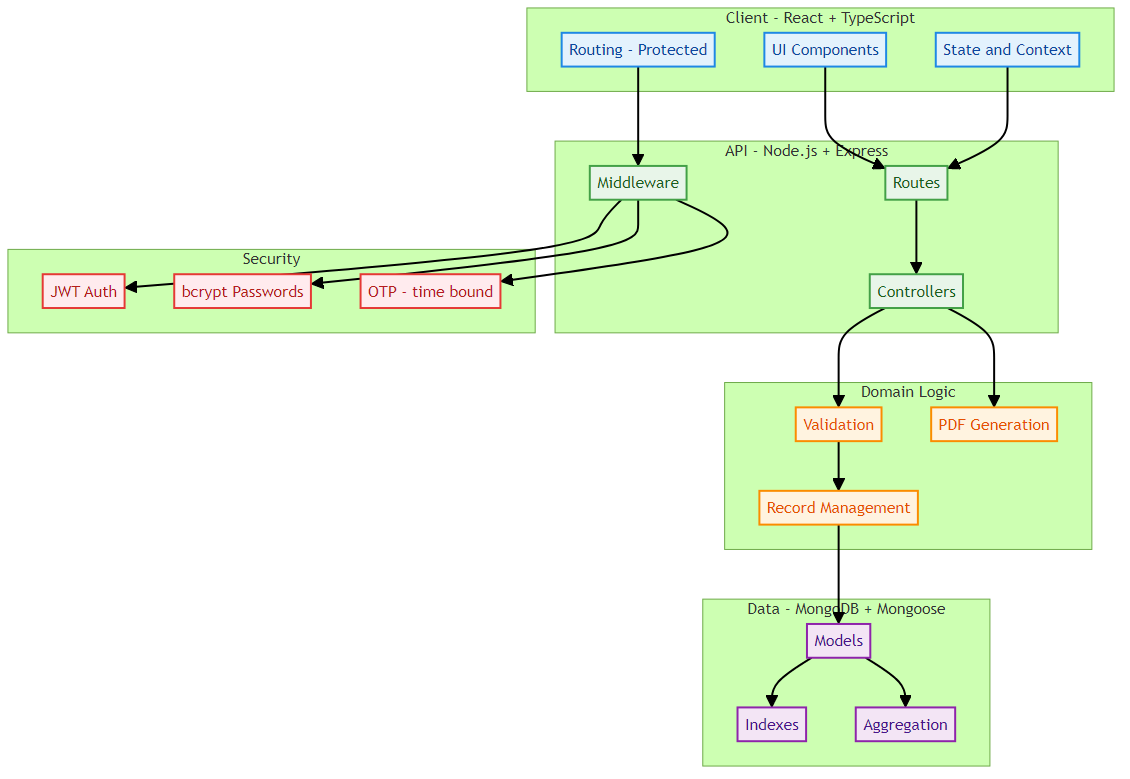 Client - React + TypeScript
Routing - Protected
UI Components
State and Context
API - Node.js + Express
Middleware
Routes
Security
JWT Auth
bcrypt Passwords
OTP - time bound
Controllers
Domain Logic
Validation
PDF Generation
Record Management
Data - MongoDB + Mongoose
Models
Indexes
Aggregation